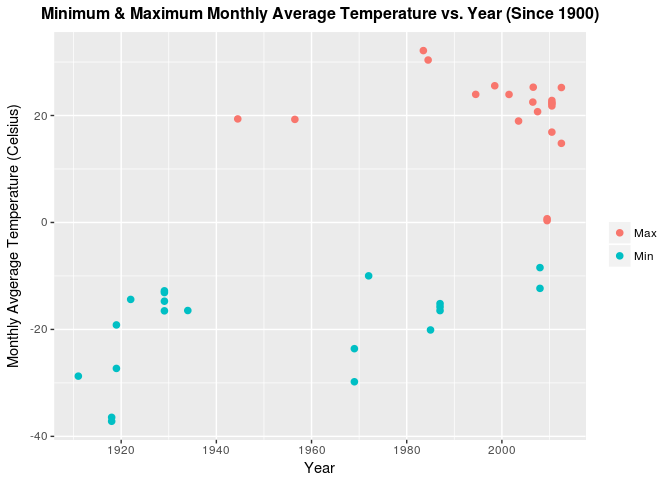 Minimum & Maximum Monthly Average Temperature vs. Year (Since 1900)
Monthly Avgerage Temperature (Celsius)
20
0
-20
-40
1920 1940 1960 1980 2000
Year
Max
Min